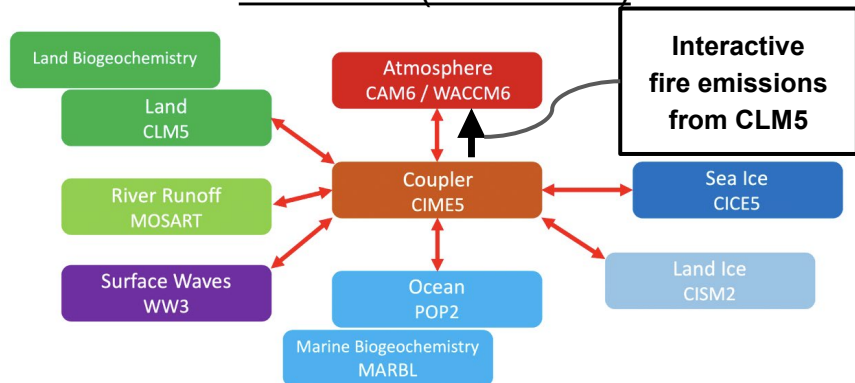 Land Biogeochemistry
Land
CLM5
River Runoff
MOSART
Surface Waves
WW3
Atmosphere
CAM6 / WACCM6
Coupler
CIME5
Ocean
POP2
Marine Biogeochemistry
MARBL
Interactive
fire emissions
from CLM5
Sea Ice
CICE5
Land Ice
CISM2